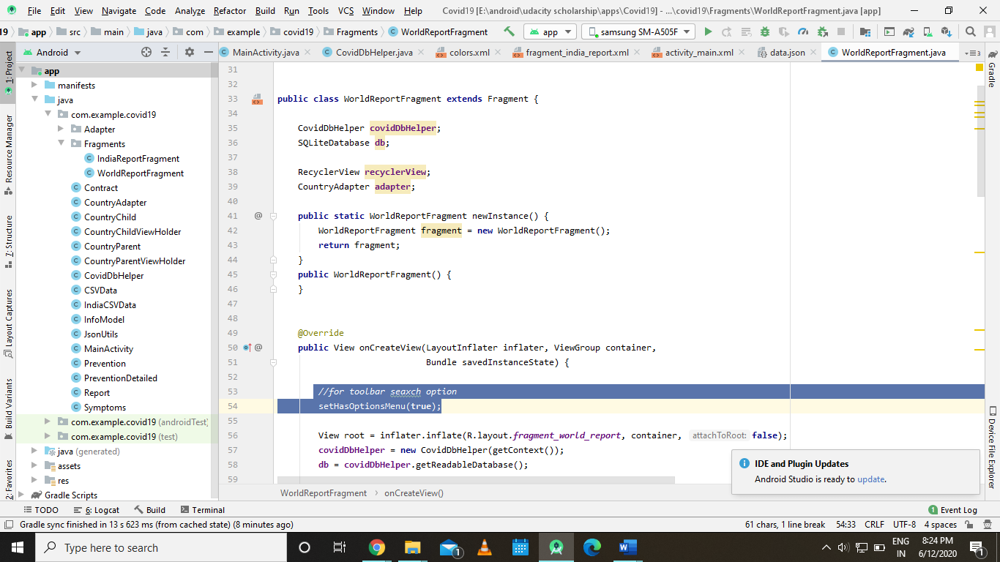 File Edit View Navigate Code Analyze Refactor Build Run Tools VCS Window Help Covid19 [E:\android\udacity scholarship\apps\Covid19] - ...\covid19\Fragments\WorldReportFragment.java [app]
19 app src main java com example covid19 Fragments WorldReportFragment app samsung SM-A505F
Android MainActivity.java CovidDbHelper.java colors.xml fragment_india_report.xml activity_main.xml data.json WorldReportFragment.java 3
1: Project
Resource Manager
7: Structure
Layout Captures
Build Variants
2: Favorites
app
manifests
java
com.example.covid19
Adapter
Fragments
IndiaReportFragment
WorldReportFragment
Contract
CountryAdapter
CountryChild
CountryChildViewHolder
CountryParent
CountryParentViewHolder
CovidDbHelper
CSVData
IndiaCSVData
InfoModel
JsonUtils
MainActivity
Prevention
PreventionDetailed
Report
Symptoms
com.example.covid19 (androidTest)
com.example.covid19 (test)
java (generated)
assets
res
Gradle Scripts
31
32
33 public class WorldReportFragment extends Fragment {
34
35 CovidDbHelper covidDbHelper;
36 SQLiteDatabase db;
37
38 RecyclerView recyclerView;
39 CountryAdapter adapter;
40
41 @ public static WorldReportFragment newInstance() {
42 WorldReportFragment fragment = new WorldReportFragment();
43 return fragment;
44 }
45 public WorldReportFragment() {
46 }
47
48
49 @Override
50 @ public View onCreateView(LayoutInflater inflater, ViewGroup container,
51 Bundle savedInstanceState) {
52
53 //for toolbar seaxch option
54 setHasOptionsMenu(true);
55
56 View root = inflater.inflate(R.layout.fragment_world_report, container, attachToRoot: false);
57 covidDbHelper = new CovidDbHelper(getContext());
58 db = covidDbHelper.getReadableDatabase();
59
Gradle
Device File Explorer
IDE and Plugin Updates
Android Studio is ready to update.
WorldReportFragment > onCreateView()
TODO 6: Logcat Build Terminal 1 Event Log
Gradle sync finished in 13 s 623 ms (from cached state) (8 minutes ago) 61 chars, 1 line break 54:33 CRLF UTF-8 4 spaces
Type here to search 1 ENG 8:24 PM
IN 6/12/2020 1